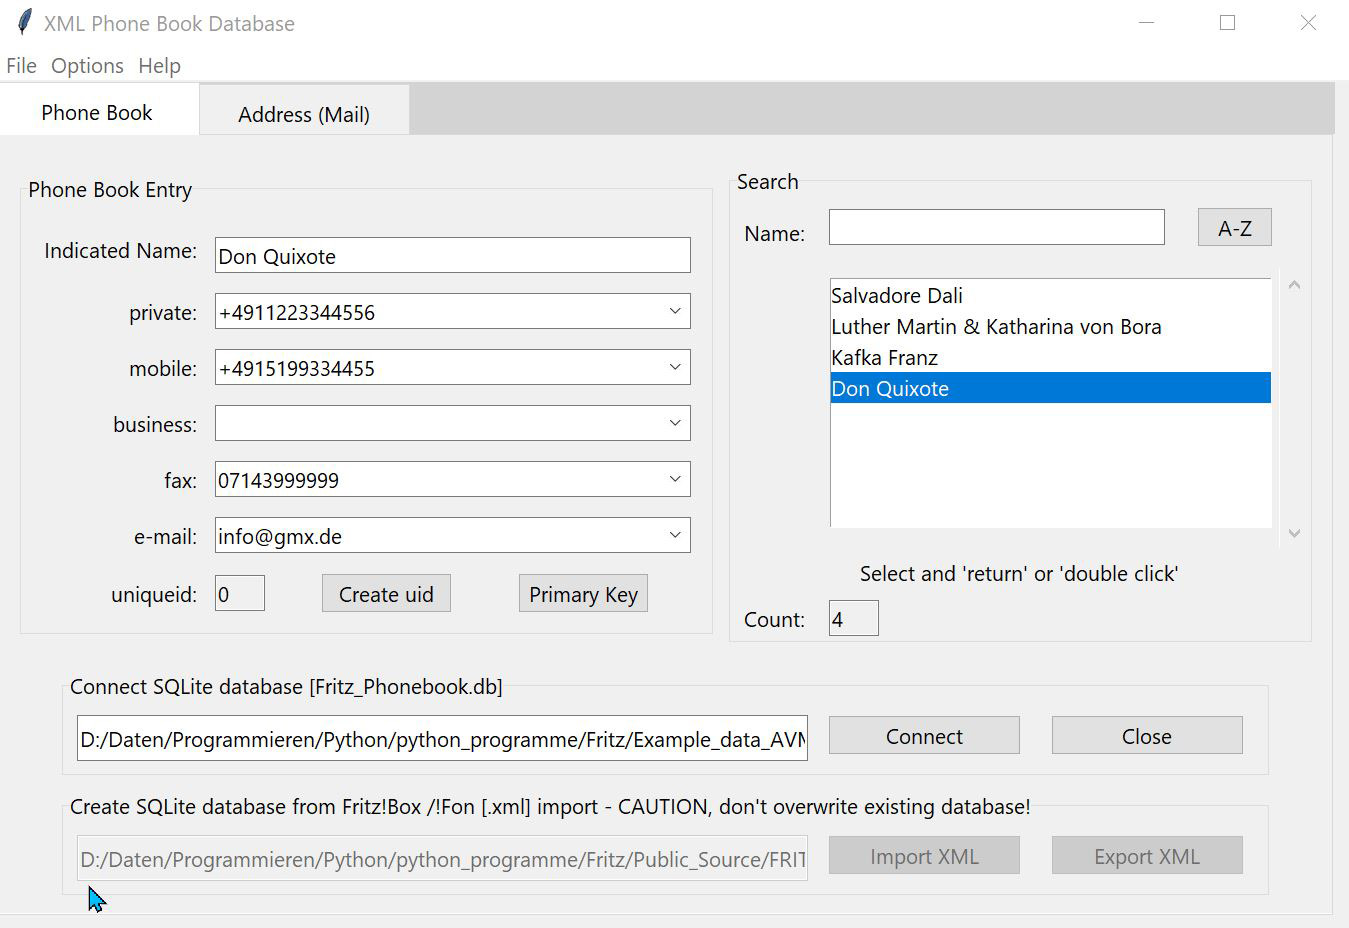 XML Phone Book Database
File Options Help
Phone Book Address (Mail)
Phone Book Entry
Indicated Name: Don Quixote
private: +4911223344556
mobile: +4915199334455
business:
fax: 07143999999
e-mail: info@gmx.de
uniqueid: 0 Create uid Primary Key
Search
Name: A-Z
Salvadore Dali
Luther Martin & Katharina von Bora
Kafka Franz
Don Quixote
Select and 'return' or 'double click'
Count: 4
Connect SQLite database [Fritz_Phonebook.db]
D:/Daten/Programmieren/Python/python_programme/Fritz/Example_data_AVM Connect Close
Create SQLite database from Fritz!Box /!Fon [.xml] import - CAUTION, don't overwrite existing database!
D:/Daten/Programmieren/Python/python_programme/Fritz/Public_Source/FRIT Import XML Export XML